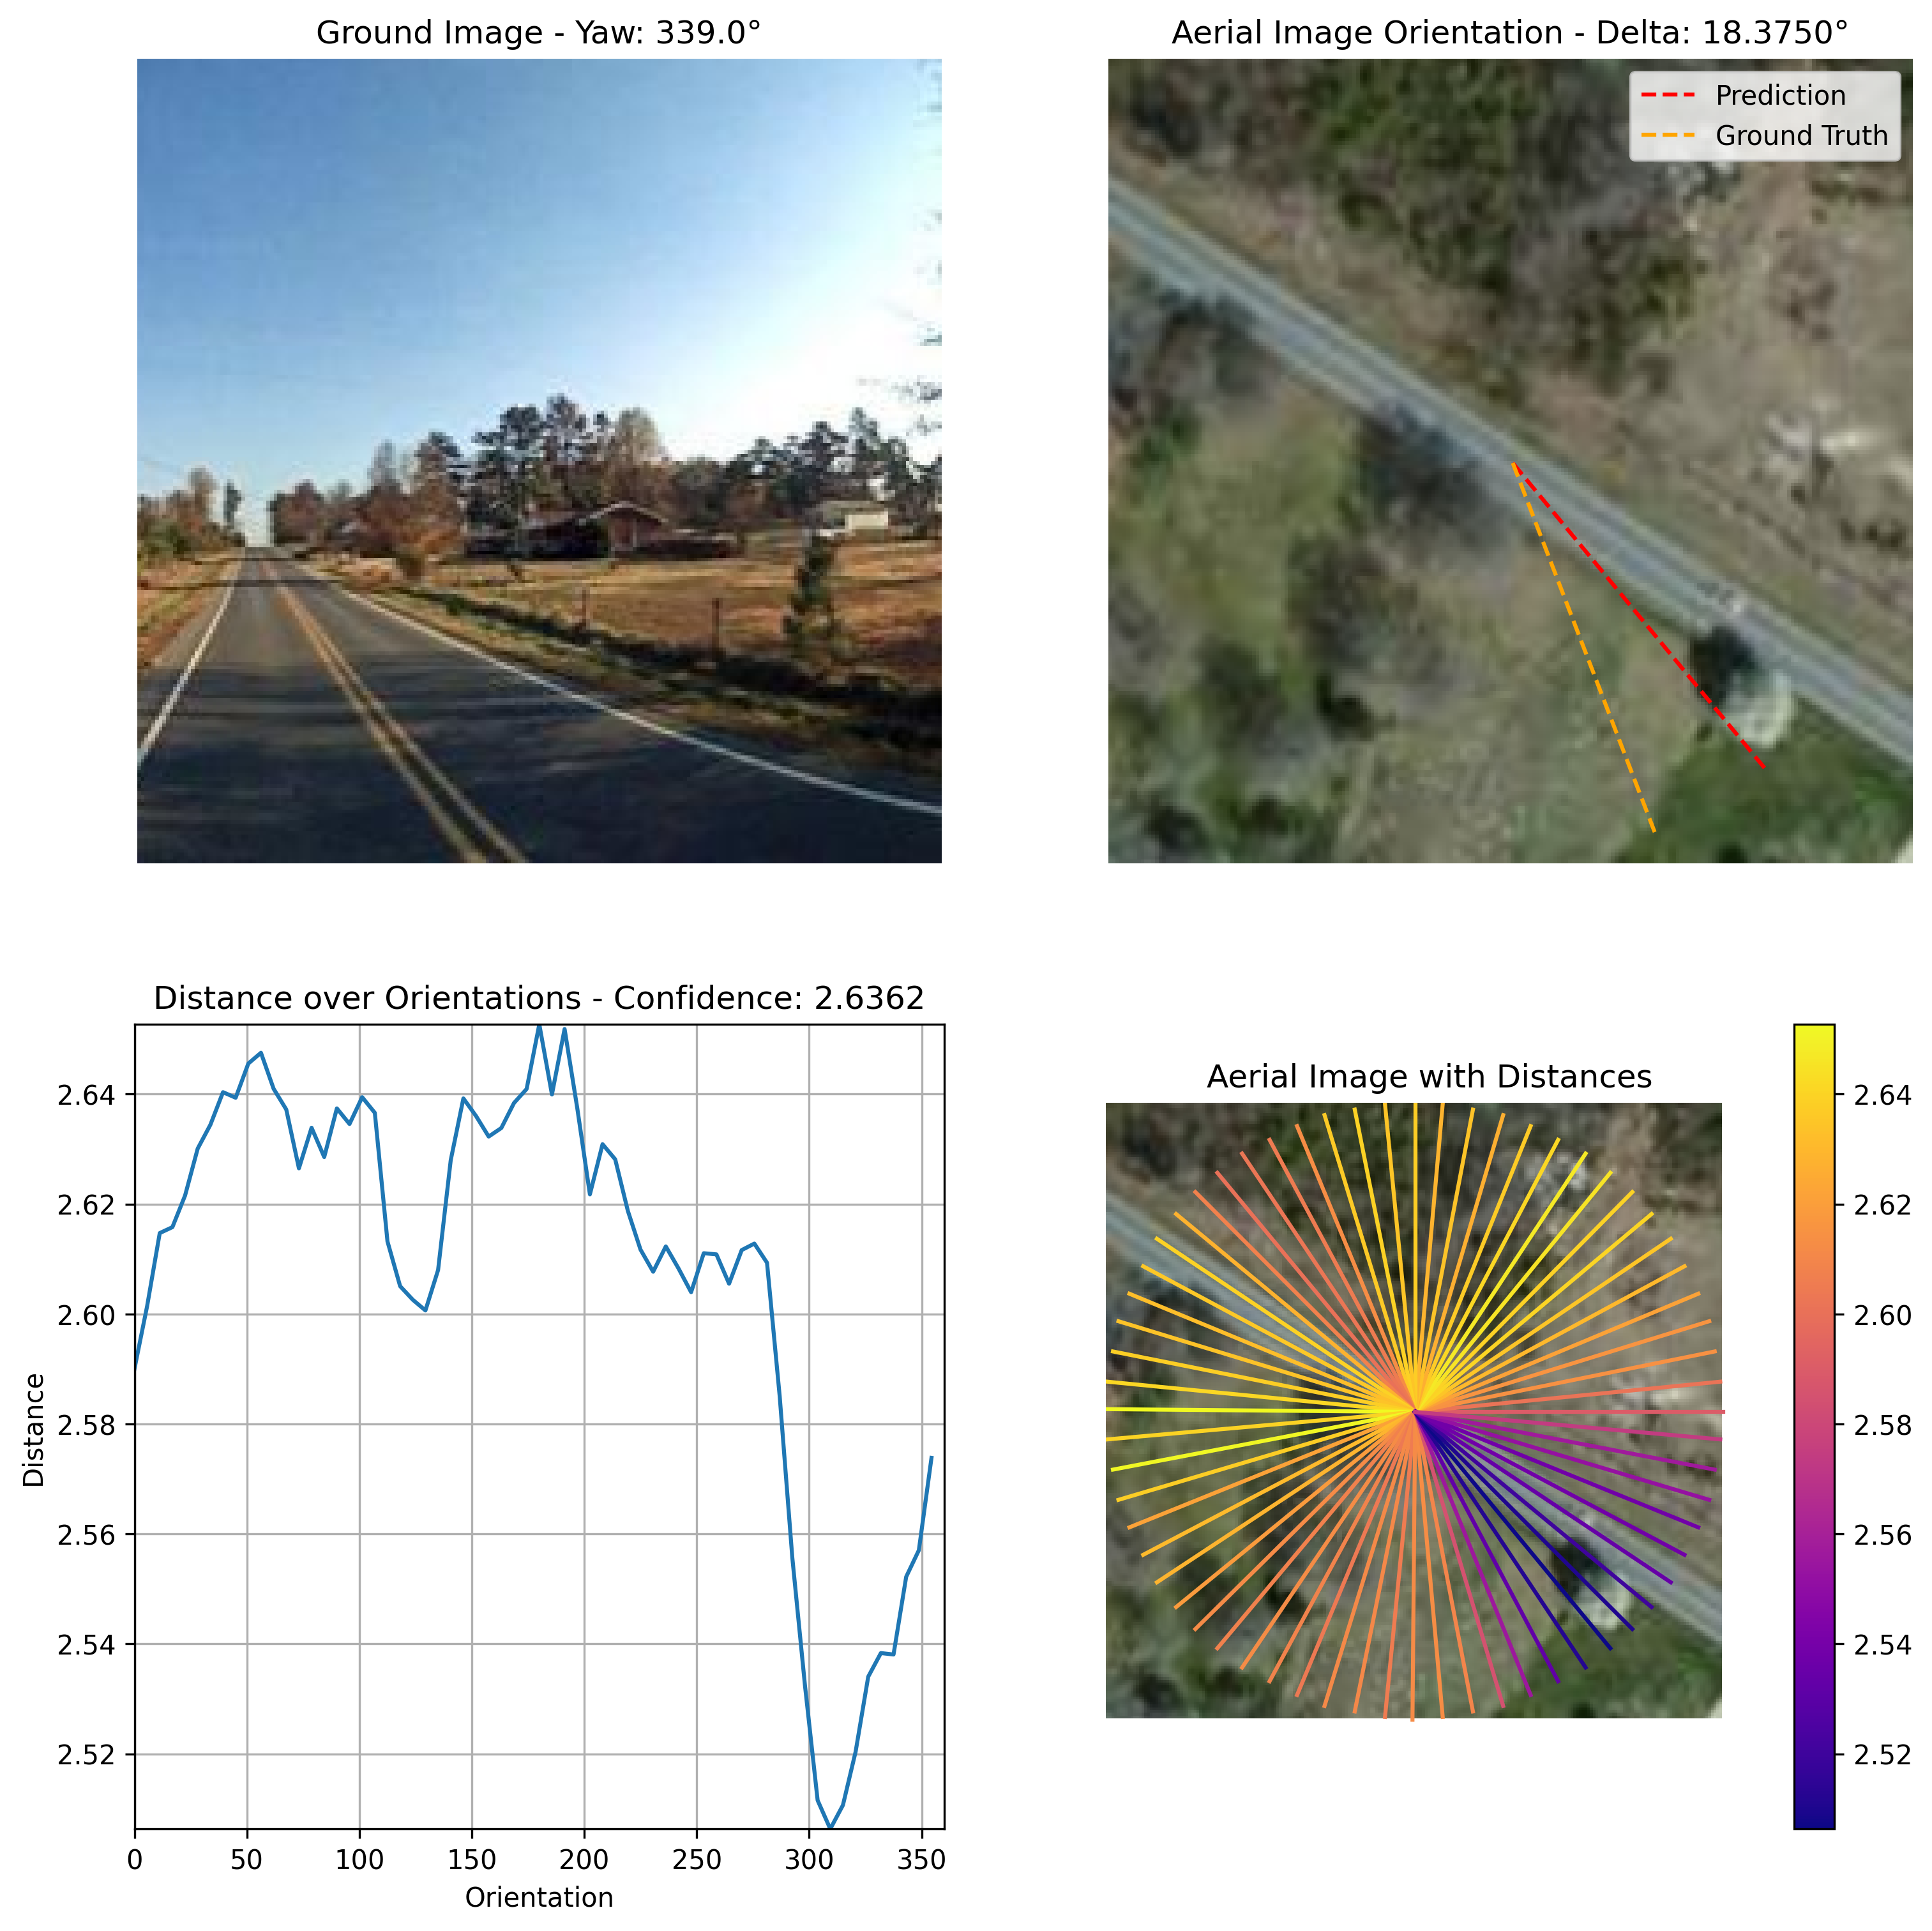 Ground Image - Yaw: 339.0°
Aerial Image Orientation - Delta: 18.3750°
Prediction
Ground Truth
Distance over Orientations - Confidence: 2.6362
2.64
2.62
2.60
2.58
2.56
2.54
2.52
Distance
0
50
100
150
200
250
300
350
Orientation
Aerial Image with Distances
2.64
2.62
2.60
2.58
2.56
2.54
2.52